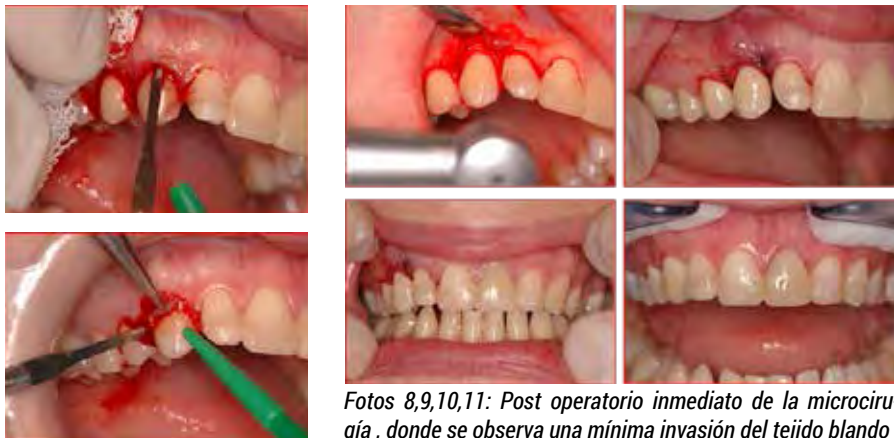 Fotos 8,9,10,11: Post operatorio inmediato de la microciru
gía , donde se observa una mínima invasión del tejido blando.